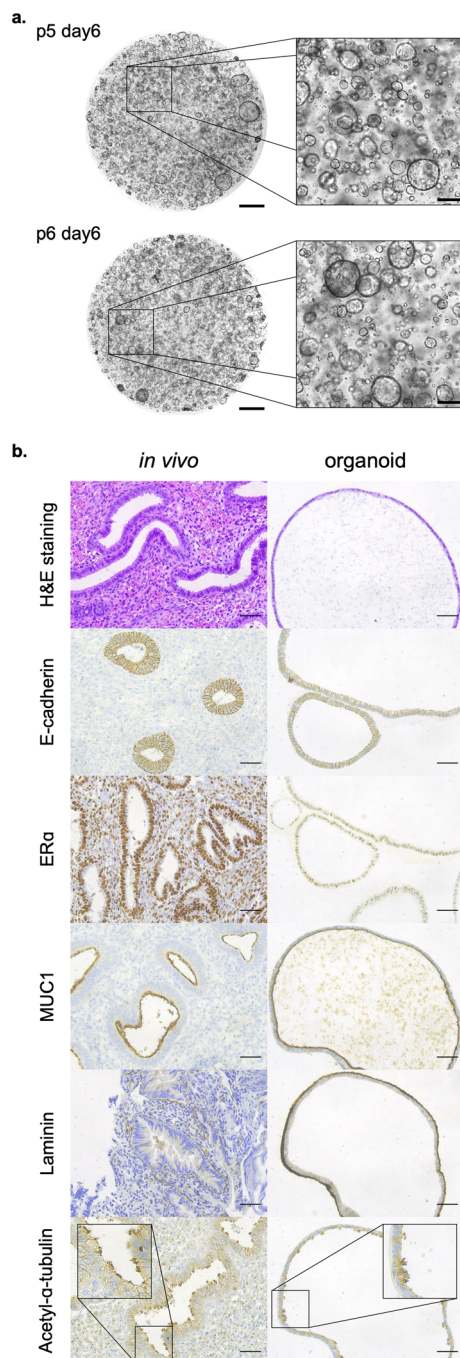 a.
p5 day6
p6 day6
b.
in vivo organoid
H&E staining
E-cadherin
ERα
MUC1
Laminin
Acetyl-α-tubulin